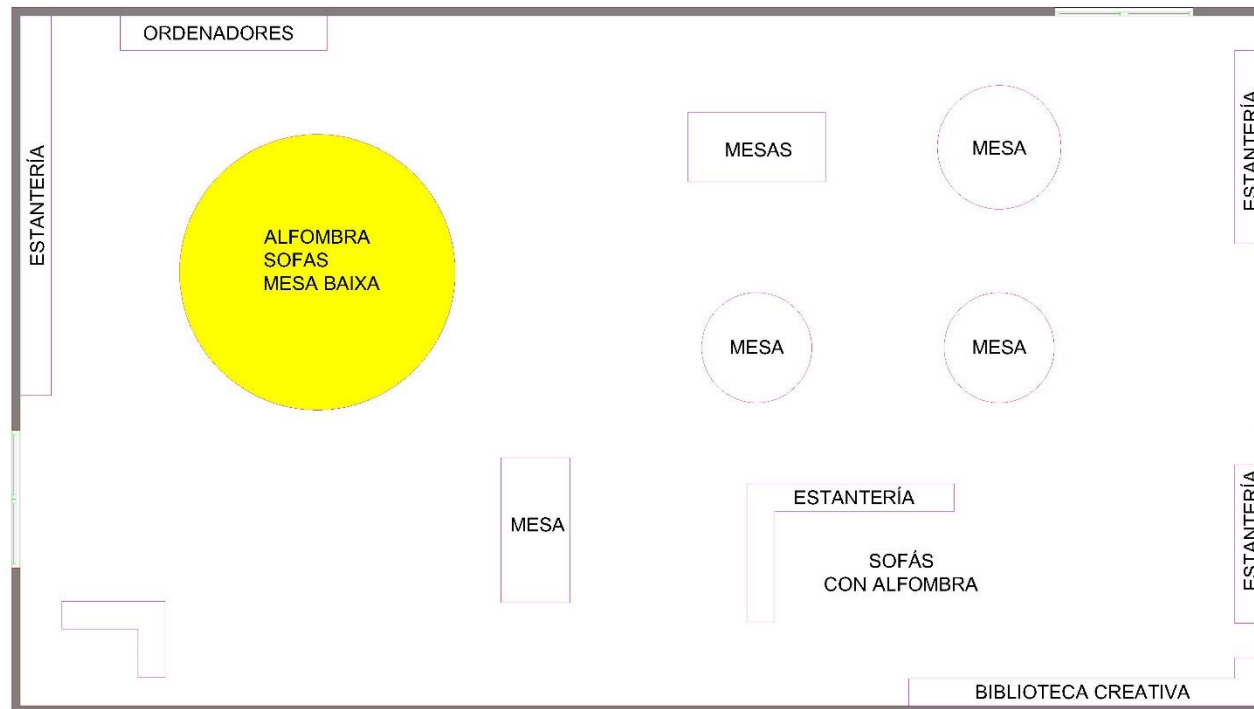 ORDENADORES
ESTANTERÍA
ALFOMBRA
SOFAS
MESA BAIXA
MESAS
MESA
ESTANTERÍA
MESA
MESA
MESA
ESTANTERÍA
SOFÁS
CON ALFOMBRA
ESTANTERÍA
BIBLIOTECA CREATIVA